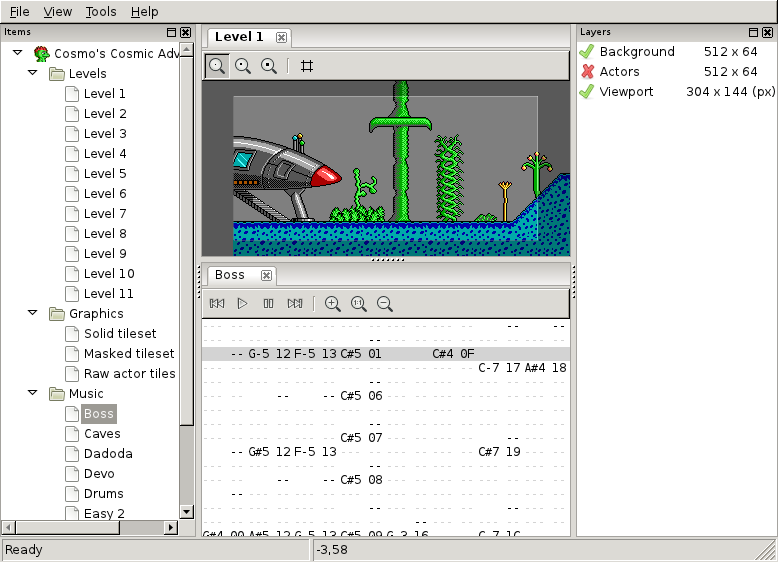 File View Tools Help
Items
Cosmo's Cosmic Adv
Levels
Level 1
Level 2
Level 3
Level 4
Level 5
Level 6
Level 7
Level 8
Level 9
Level 10
Level 11
Graphics
Solid tileset
Masked tileset
Raw actor tiles
Music
Boss
Caves
Dadoda
Devo
Drums
Easy 2
Level 1
1:1
Boss
-- --
--
-- G-5 12 F-5 13 C#5 01 C#4 0F
C-7 17 A#4 18
--
-- -- C#5 06
--
C#5 07 --
-- G#5 12 F-5 13 C#7 19
--
-- -- C#5 08
--
-- --
--
G#4 00 A#5 12 G-5 13 C#5 09 G-3 16 C-7 1C
Layers
Background 512 x 64
Actors 512 x 64
Viewport 304 x 144 (px)
Ready
-3,58